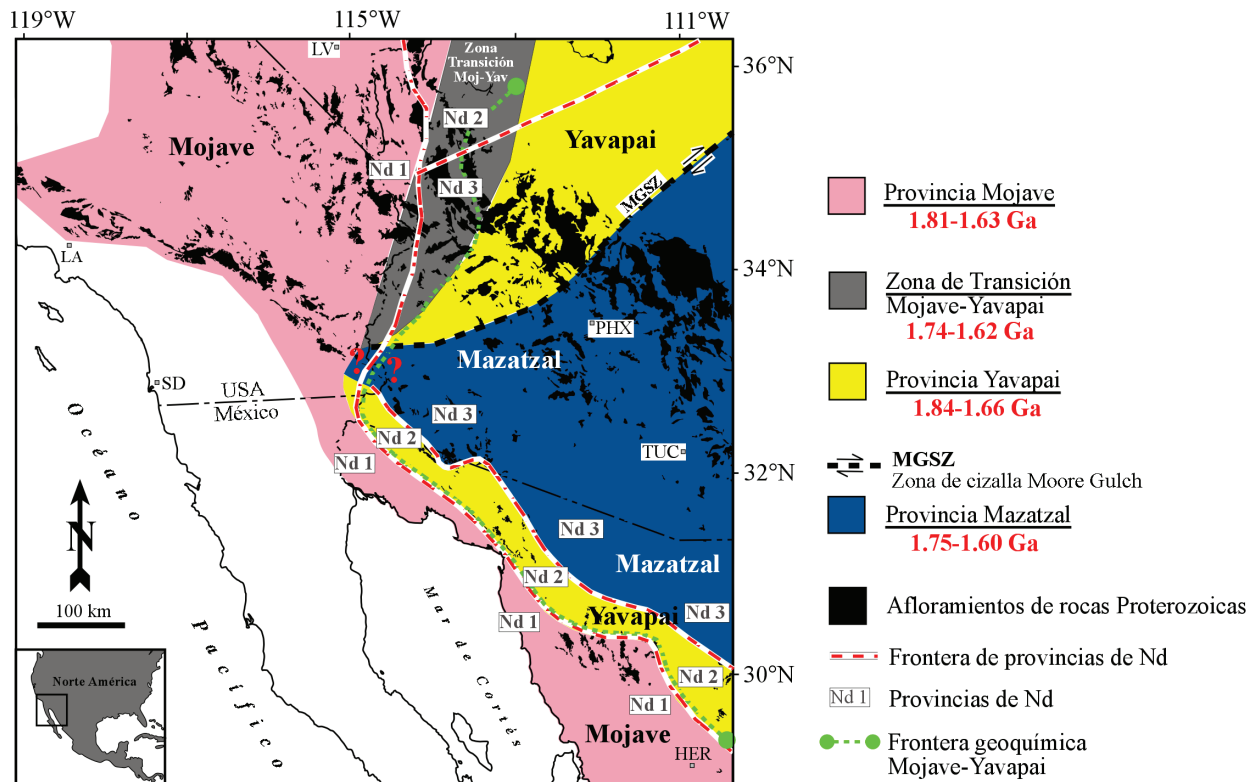 119°W
115°W
111°W
36°N
34°N
32°N
30°N
LV
Zona
Transición
Moj-Yav
Nd 2
Mojave
Yavapai
Nd 1
Nd 3
MGSZ
LA
PHX
?
?
Mazatzal
SD
USA
México
Nd 3
Nd 2
Nd 1
TUC
Océano
Pacífico
N
100 km
Nd 3
Mazatzal
Nd 2
Yavapai
Nd 3
Nd 1
Mar de Cortés
Nd 2
Nd 1
Mojave
HER
Norte América
Provincia Mojave
1.81-1.63 Ga
Zona de Transición
Mojave-Yavapai
1.74-1.62 Ga
Provincia Yavapai
1.84-1.66 Ga
MGSZ
Zona de cizalla Moore Gulch
Provincia Mazatzal
1.75-1.60 Ga
Afloramientos de rocas Proterozoicas
Frontera de provincias de Nd
Nd 1
Provincias de Nd
Frontera geoquímica
Mojave-Yavapai